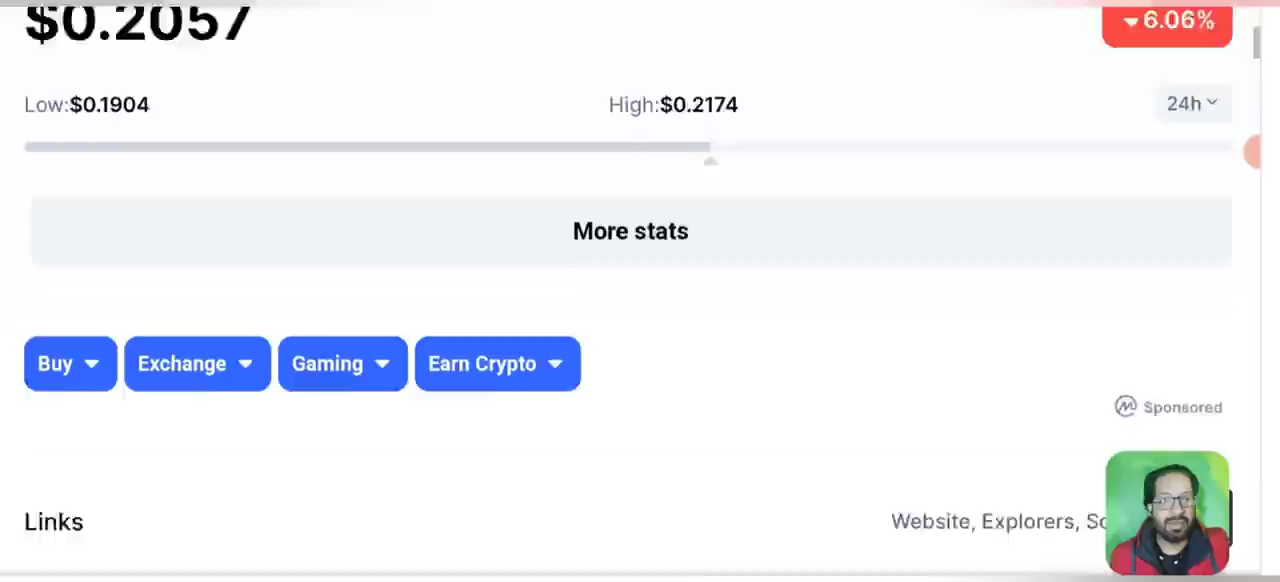 $0.2057
6.06%
Low:$0.1904 High:$0.2174 24h
More stats
Buy Exchange Gaming Earn Crypto
Sponsored
Links Website, Explorers, So